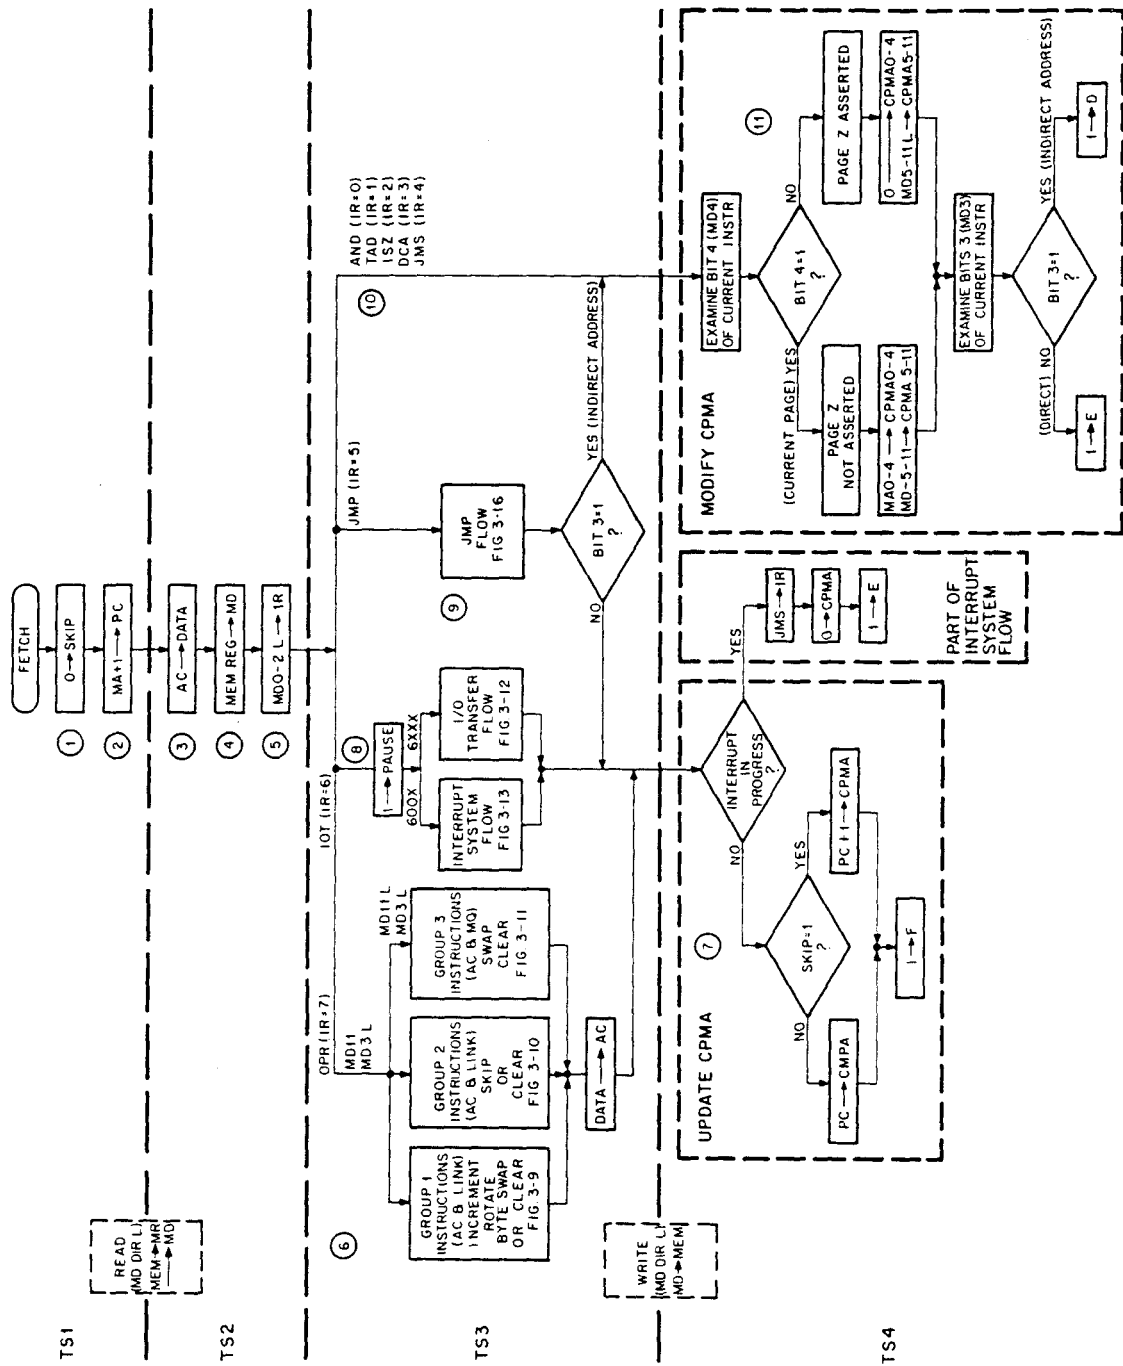 FETCH
TS1
1
0→SKIP
2
MA+1→PC
READ
(MD DIR L)
MEM→MR
→MD
TS2
3
AC→DATA
4
MEM REG→MD
5
MD0-2 L→IR
TS3
OPR (IR=7)
IOT (IR=6)
JMP (IR=5)
AND (IR=0)
TAD (IR=1)
ISZ (IR=2)
DCA (IR=3)
JMS (IR=4)
MD11
MD3 L
MD11 L
MD3 L
6
GROUP 1
INSTRUCTIONS
(AC & LINK)
INCREMENT
ROTATE
BYTE SWAP
OR CLEAR
FIG. 3-9
GROUP 2
INSTRUCTIONS
(AC & LINK)
SKIP
OR
CLEAR
FIG 3-10
GROUP 3
INSTRUCTIONS
(AC & MQ)
SWAP
CLEAR
FIG. 3-11
DATA→AC
8
1→PAUSE
600X
6XXX
INTERRUPT
SYSTEM
FLOW
FIG 3-13
I/O
TRANSFER
FLOW
FIG 3-12
9
JMP
FLOW
FIG 3-16
BIT 3=1
?
NO
YES (INDIRECT ADDRESS)
10
WRITE
(MD DIR L)
MD→MEM
TS4
UPDATE CPMA
INTERRUPT
IN
PROGRESS
?
NO
YES
7
SKIP=1
?
NO
YES
PC→CMPA
PC+1→CPMA
1→F
JMS→IR
0→CPMA
1→E
PART OF
INTERRUPT
SYSTEM
FLOW
MODIFY CPMA
EXAMINE BIT 4 (MD4)
OF CURRENT INSTR
11
BIT 4=1
?
(CURRENT PAGE) YES
NO
PAGE Z
NOT ASSERTED
PAGE Z ASSERTED
MA0-4→CPMA0-4
MD-5-11→CPMA 5-11
0→CPMA0-4
MD5-11 L→CPMA5-11
EXAMINE BITS 3 (MD3)
OF CURRENT INSTR
BIT 3=1
?
(DIRECT) NO
YES (INDIRECT ADDRESS)
1→E
1→D